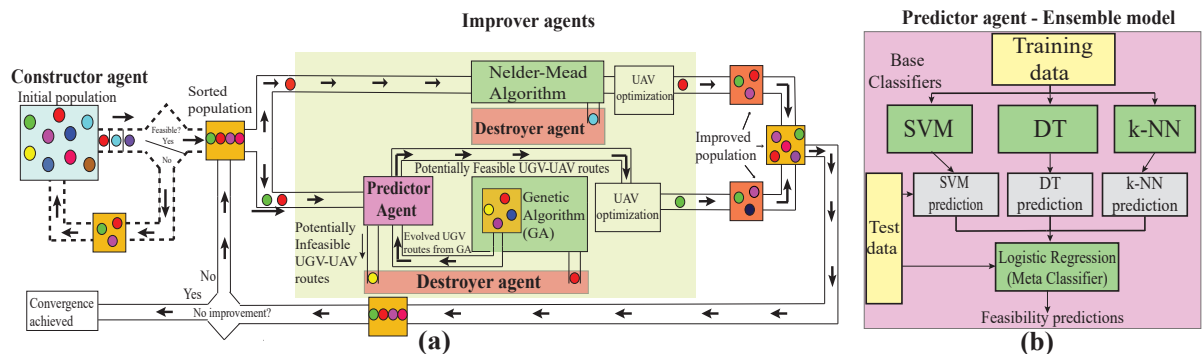 Improver agents
Constructor agent
Initial population
Feasible?
Yes
No
Sorted
population
Nelder-Mead
Algorithm
UAV
optimization
Destroyer agent
Improved
population
Potentially Feasible UGV-UAV routes
Predictor
Agent
Genetic
Algorithm
(GA)
UAV
optimization
Evolved UGV
routes from GA
Potentially
Infeasible
UGV-UAV
routes
Destroyer agent
No
Yes
No improvement?
Convergence
achieved
(a)
Predictor agent - Ensemble model
Training
data
Base
Classifiers
SVM
DT
k-NN
SVM
prediction
DT
prediction
k-NN
prediction
Test
data
Logistic Regression
(Meta Classifier)
Feasibility predictions
(b)